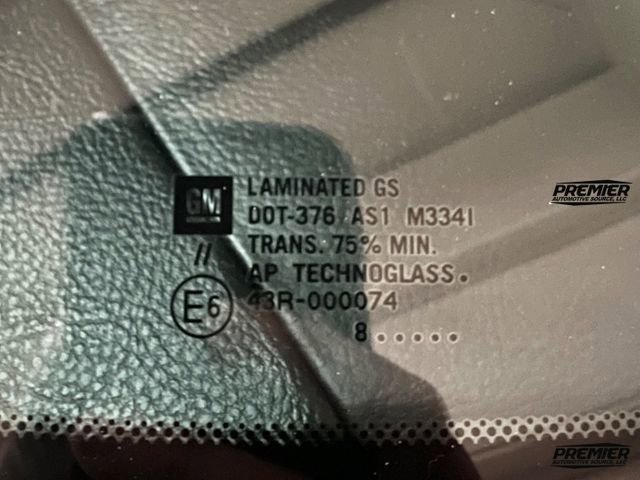 GM
LAMINATED GS
DOT-376 AS1 M334I
TRANS. 75% MIN.
//
AP TECHNOGLASS.
E6
43R-000074
8.....
PREMIER
AUTOMOTIVE SOURCE, LLC
PREMIER
AUTOMOTIVE SOURCE, LLC